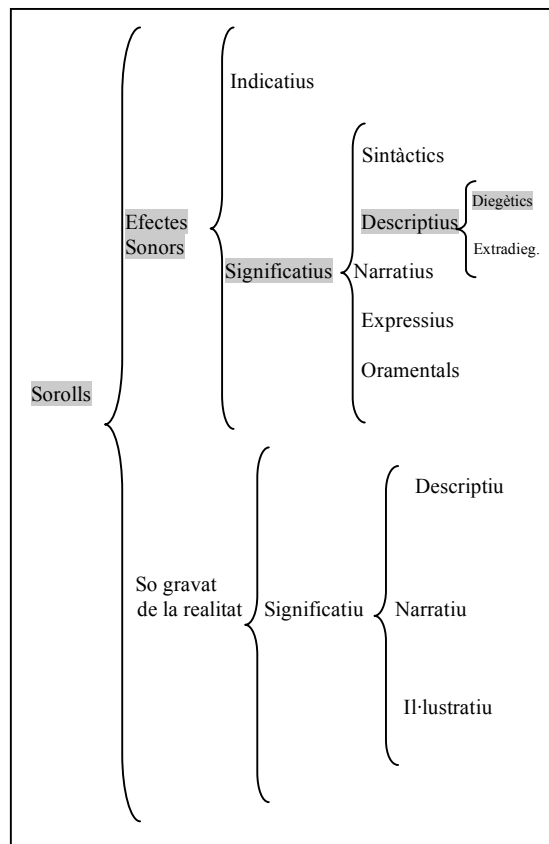 Indicatius
Sintàctics
Diegètics
Efectes
Sonors
Descriptius
Extradieg.
Significatius
Narratius
Expressius
Oramentals
Sorolls
Descriptiu
So gravat
de la realitat
Significatiu
Narratiu
Il·lustratiu